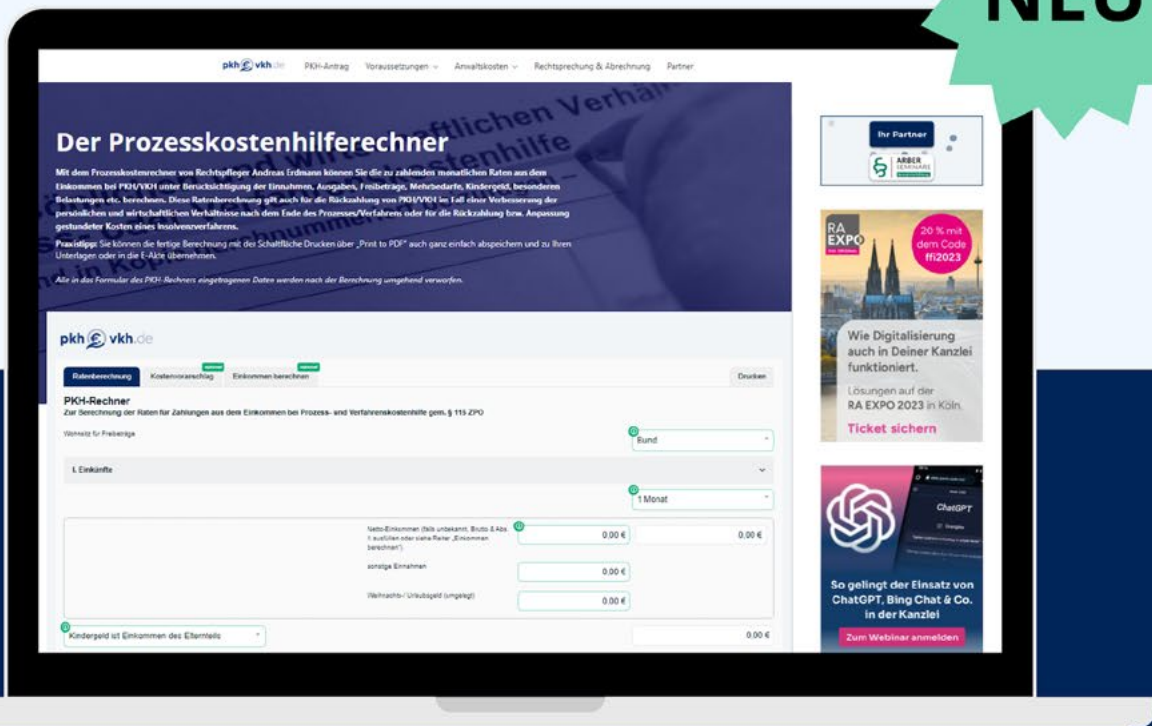 NEU
pkh vkh.de
PKH-Antrag Voraussetzungen Anwaltskosten Rechtsprechung & Abrechnung Partner
Der Prozesskostenhilferechner
Mit dem Prozesskostenrechner von Rechtspfleger Andreas Erdmann können Sie die zu zahlenden monatlichen Raten aus dem
Einkommen bei PKH/VKH unter Berücksichtigung der Einnahmen, Ausgaben, Freibeträge, Mehrbedarfe, Kindergeld, besonderen
Belastungen etc. berechnen. Diese Ratenberechnung gilt auch für die Rückzahlung von PKH/VKH im Fall einer Verbesserung der
persönlichen und wirtschaftlichen Verhältnisse nach dem Ende des Prozesses/Verfahrens oder für die Rückzahlung bzw. Anpassung
gestundeter Kosten eines Insolvenzverfahrens.
Praxistipp: Sie können die fertige Berechnung mit der Schaltfläche Drucken über „Print to PDF" auch ganz einfach abspeichern und zu Ihren
Unterlagen oder in die E-Akte übernehmen.
Alle in das Formular des PKH-Rechners eingetragenen Daten werden nach der Berechnung umgehend verworfen.
pkh vkh.de
Ratenberechnung Kostenvoranschlag Einkommen berechnen Drucken
PKH-Rechner
Zur Berechnung der Raten für Zahlungen aus dem Einkommen bei Prozess- und Verfahrenskostenhilfe gem. § 115 ZPO
Wohnsitz für Freibeträge
Bund
I. Einkünfte
1 Monat
Netto-Einkommen (falls unbekannt, Brutto & Abs.
1 ausfüllen oder siehe Reiter „Einkommen
berechnen")
0,00 € 0,00 €
sonstige Einnahmen
0,00 €
Weihnachts-/ Urlaubsgeld (umgelegt)
0,00 €
Kindergeld ist Einkommen des Elternteils
0,00 €
Ihr Partner
ARBER
SEMINARE
RA
EXPO
20 % mit
dem Code
ffi2023
Wie Digitalisierung
auch in Deiner Kanzlei
funktioniert.
Lösungen auf der
RA EXPO 2023 in Köln.
Ticket sichern
ChatGPT
So gelingt der Einsatz von
ChatGPT, Bing Chat & Co.
in der Kanzlei
Zum Webinar anmelden